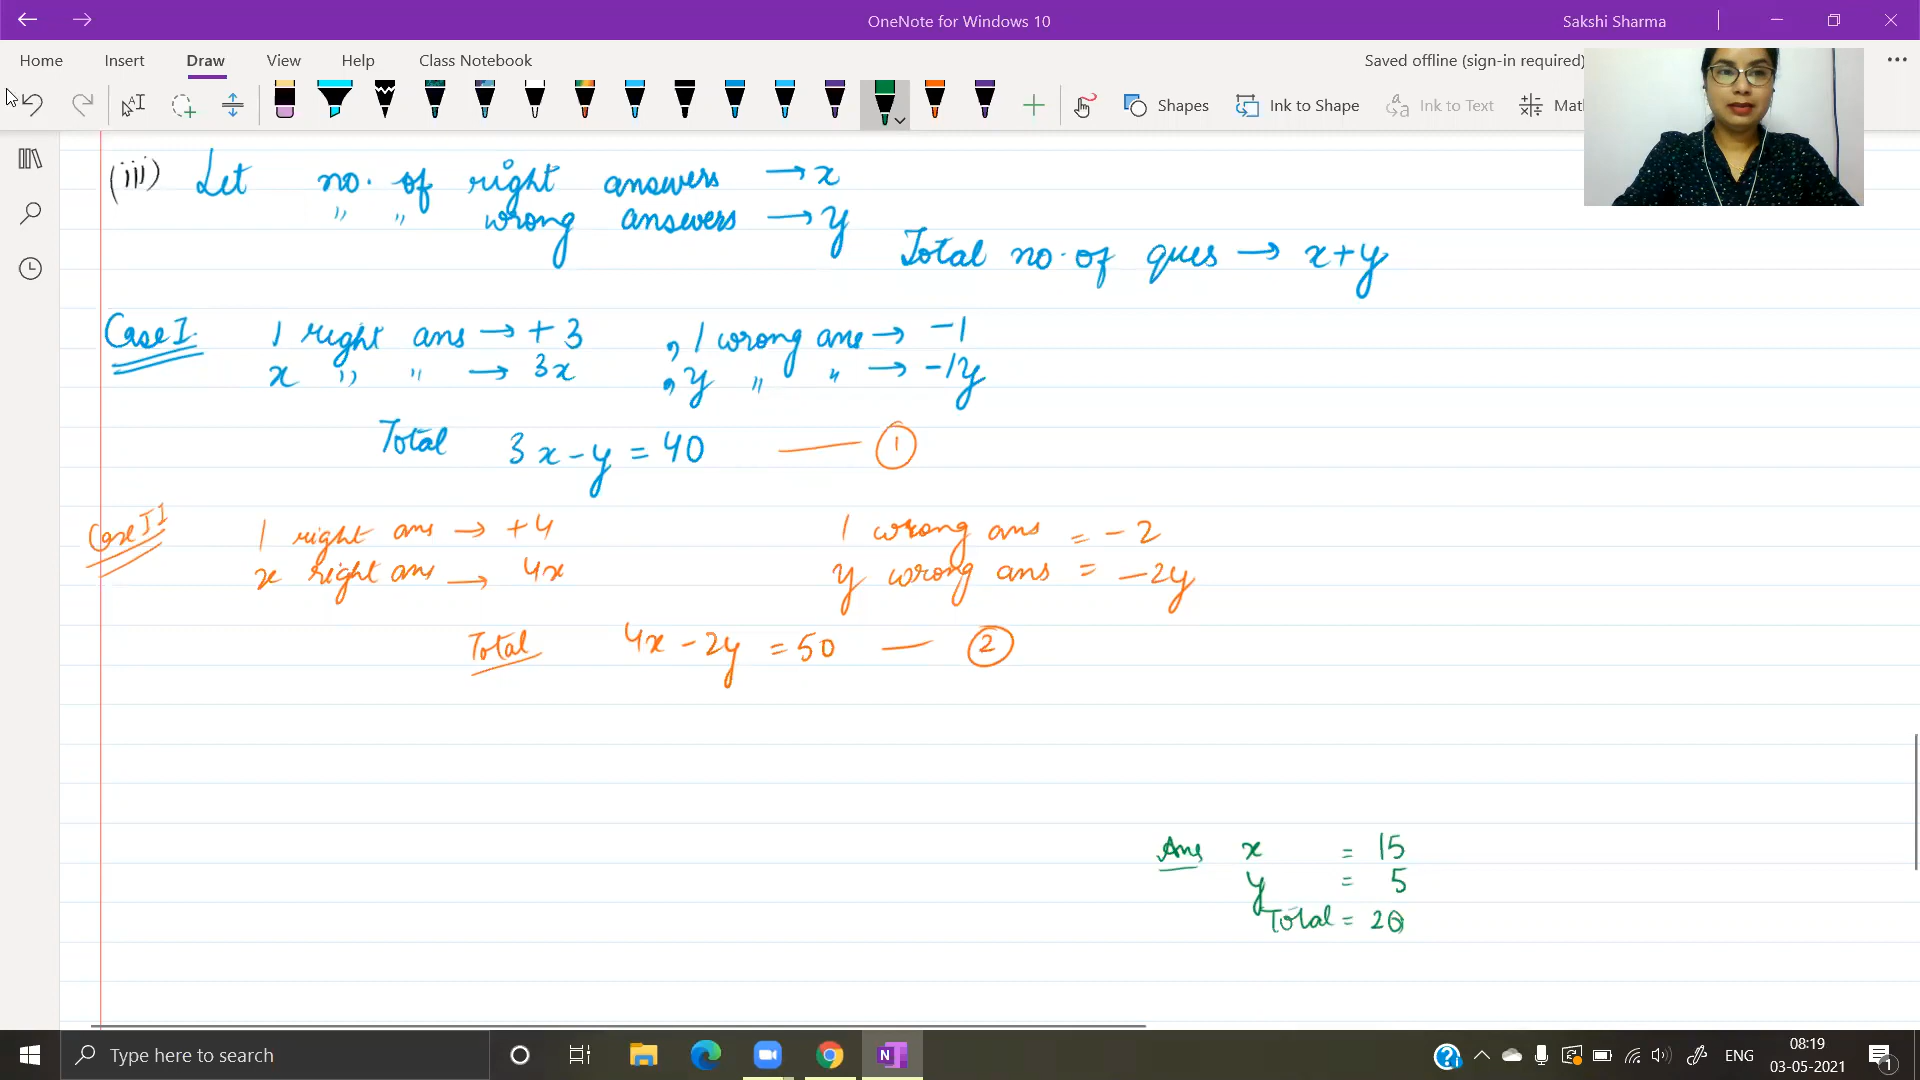 OneNote for Windows 10
Sakshi Sharma
Home Insert Draw View Help Class Notebook
Saved offline (sign-in required)
Shapes Ink to Shape Ink to Text Mat
(iii) Let no. of right answers → x
" " wrong answers → y
Total no. of ques → x+y
Case I 1 right ans → +3 , 1 wrong ans → -1
x " " → 3x , y " " → -1y
Total 3x - y = 40 — 1
Case II 1 right ans → +4 1 wrong ans = -2
x right ans → 4x y wrong ans = -2y
Total 4x - 2y = 50 — 2
Ans x = 15
y = 5
Total = 20
Type here to search
ENG
08:19
03-05-2021
1